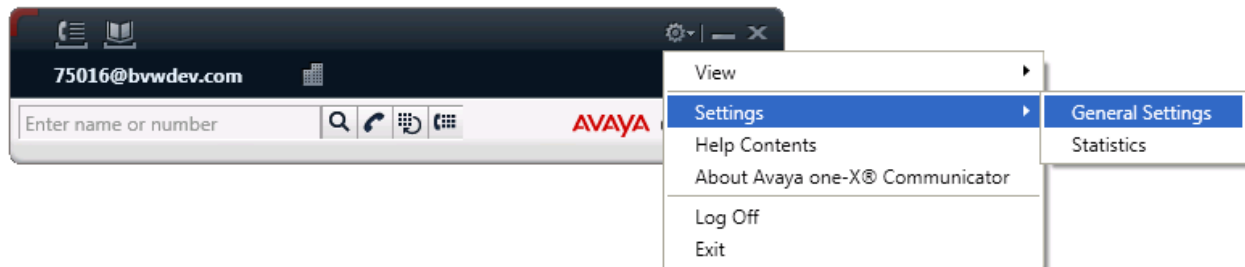 75016@bvwdev.com
Enter name or number
AVAYA
View
Settings
Help Contents
About Avaya one-X® Communicator
Log Off
Exit
General Settings
Statistics